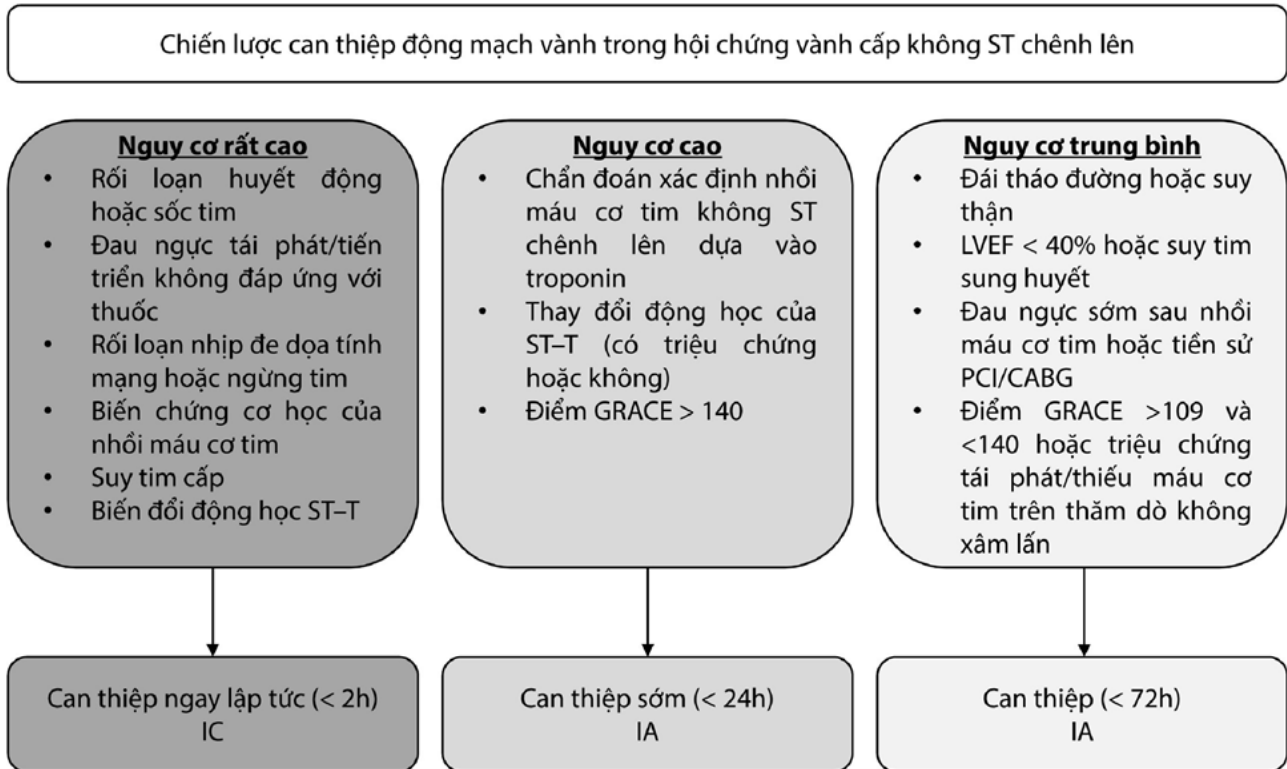 Chiến lược can thiệp động mạch vành trong hội chứng vành cấp không ST chênh lên
Nguy cơ rất cao
• Rối loạn huyết động
hoặc sốc tim
• Đau ngực tái phát/tiến
triển không đáp ứng với
thuốc
• Rối loạn nhịp đe dọa tính
mạng hoặc ngừng tim
• Biến chứng cơ học của
nhồi máu cơ tim
• Suy tim cấp
• Biến đổi động học ST–T
Can thiệp ngay lập tức (< 2h)
IC
Nguy cơ cao
• Chẩn đoán xác định nhồi
máu cơ tim không ST
chênh lên dựa vào
troponin
• Thay đổi động học của
ST–T (có triệu chứng
hoặc không)
• Điểm GRACE > 140
Can thiệp sớm (< 24h)
IA
Nguy cơ trung bình
• Đái tháo đường hoặc suy
thận
• LVEF < 40% hoặc suy tim
sung huyết
• Đau ngực sớm sau nhồi
máu cơ tim hoặc tiền sử
PCI/CABG
• Điểm GRACE >109 và
<140 hoặc triệu chứng
tái phát/thiếu máu cơ
tim trên thăm dò không
xâm lấn
Can thiệp (< 72h)
IA